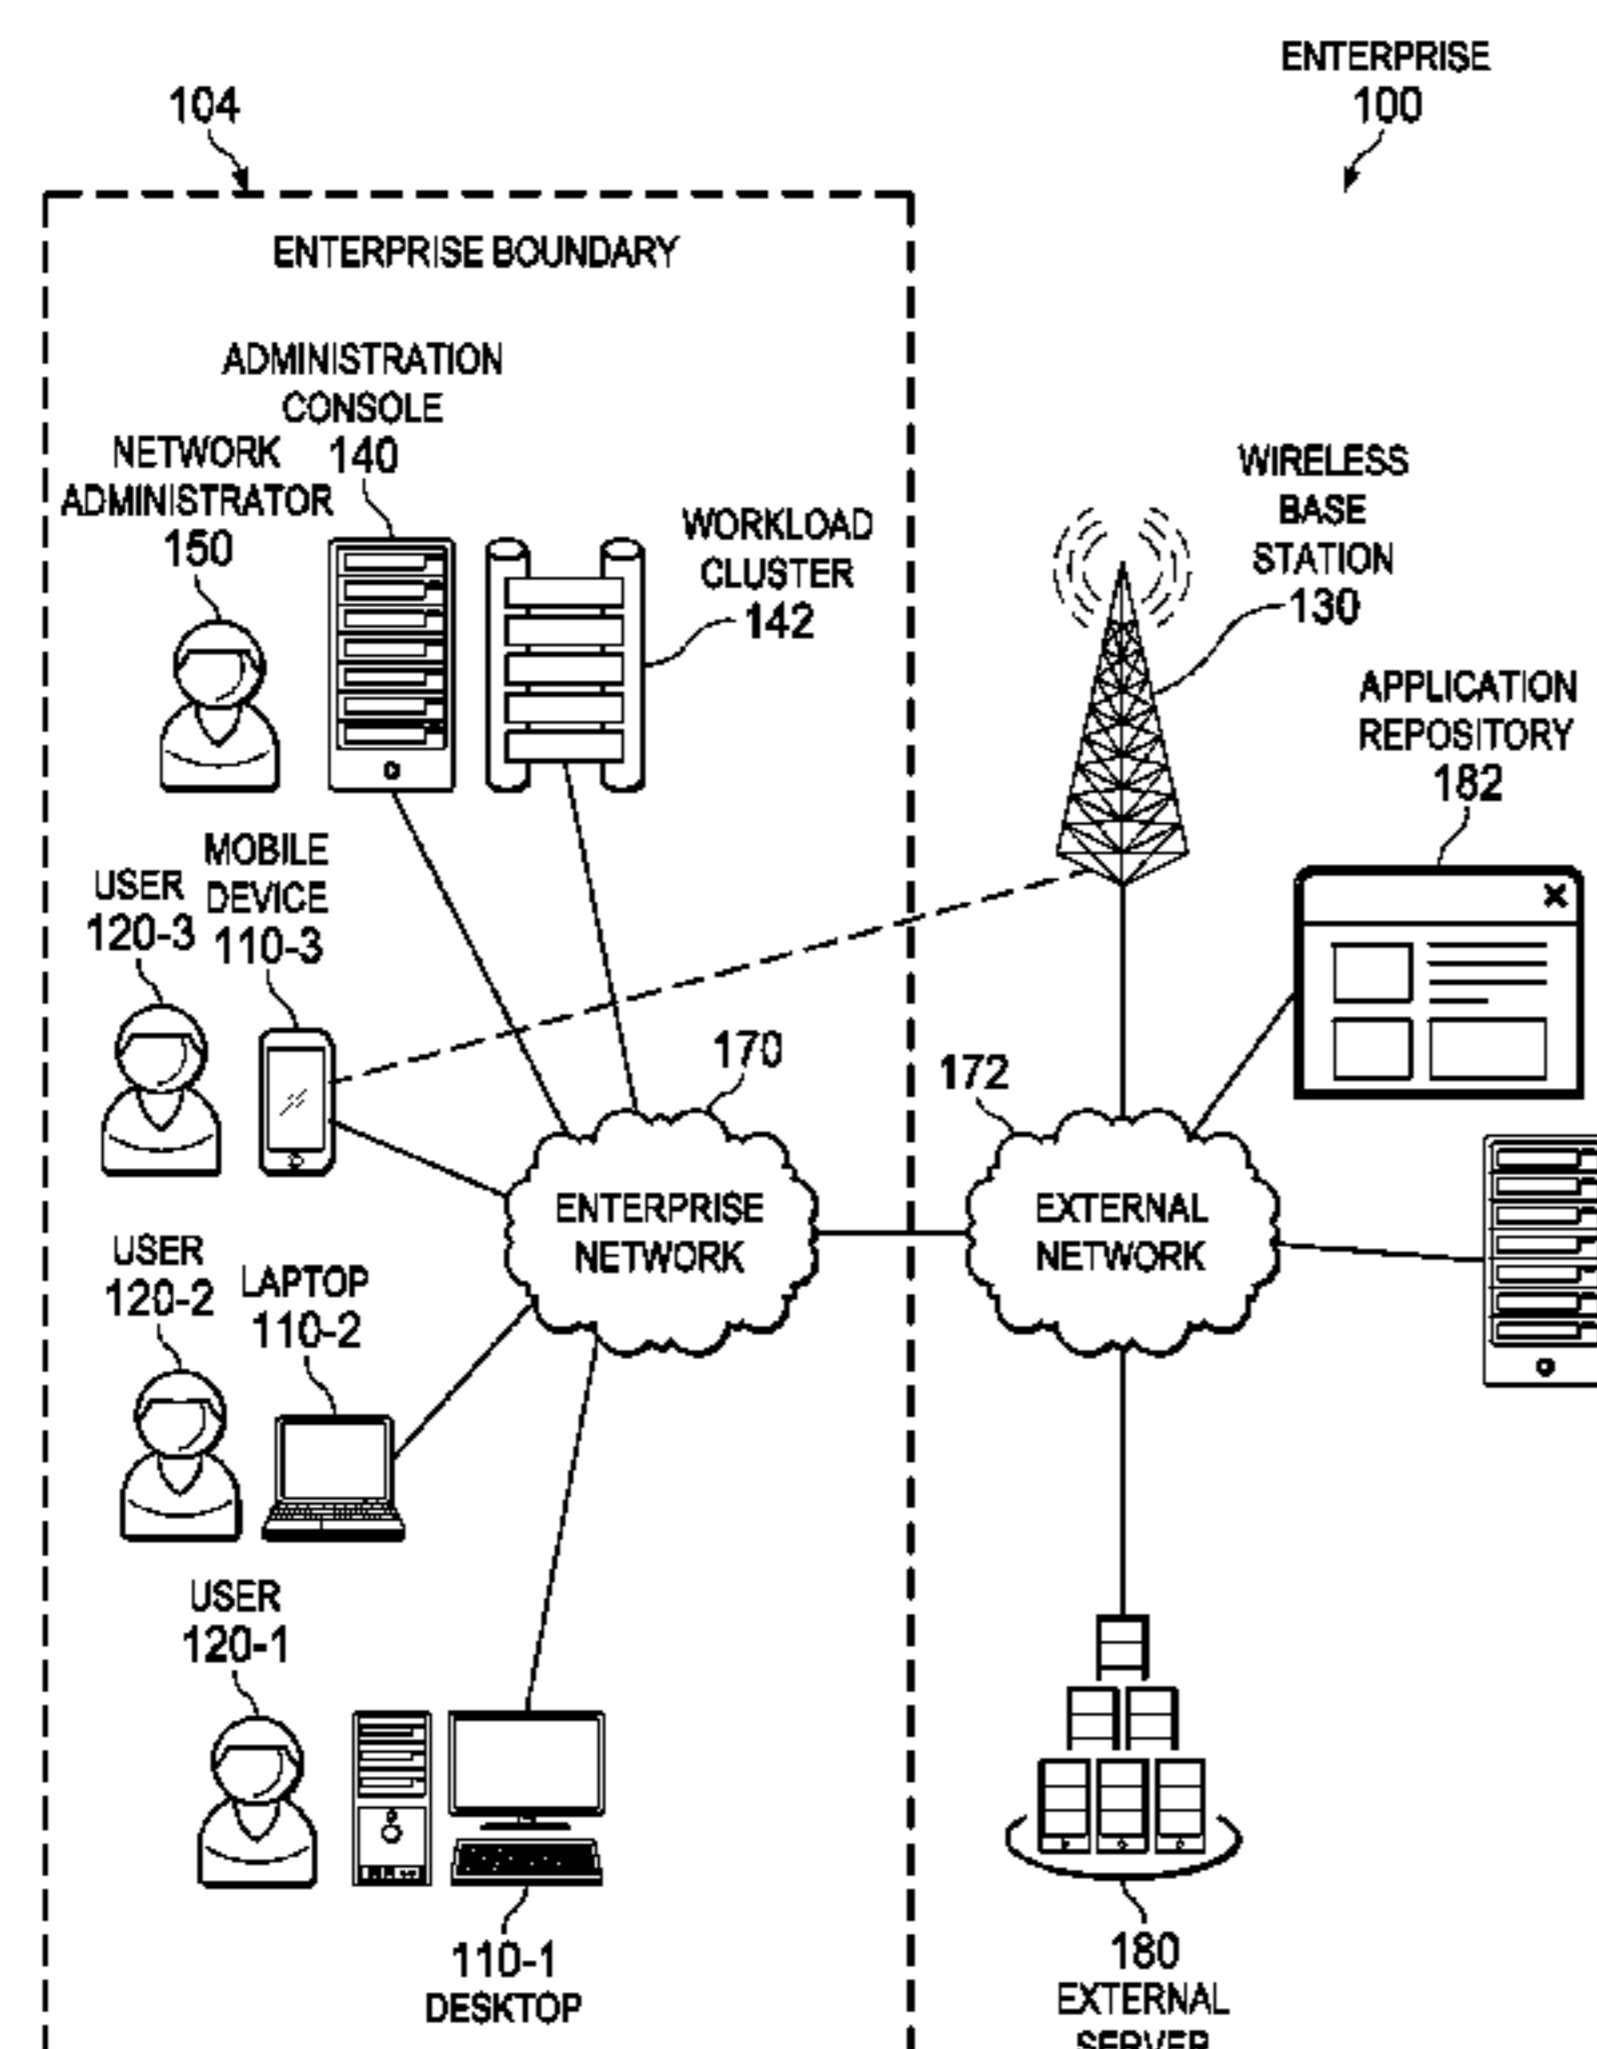 ENTERPRISE
100
104
ENTERPRISE BOUNDARY
ADMINISTRATION
CONSOLE
140
NETWORK
ADMINISTRATOR
150
WORKLOAD
CLUSTER
142
WIRELESS
BASE
STATION
130
APPLICATION
REPOSITORY
182
MOBILE
DEVICE
110-3
USER
120-3
170
172
ENTERPRISE
NETWORK
EXTERNAL
NETWORK
USER
120-2
LAPTOP
110-2
USER
120-1
110-1
DESKTOP
180
EXTERNAL
SERVER